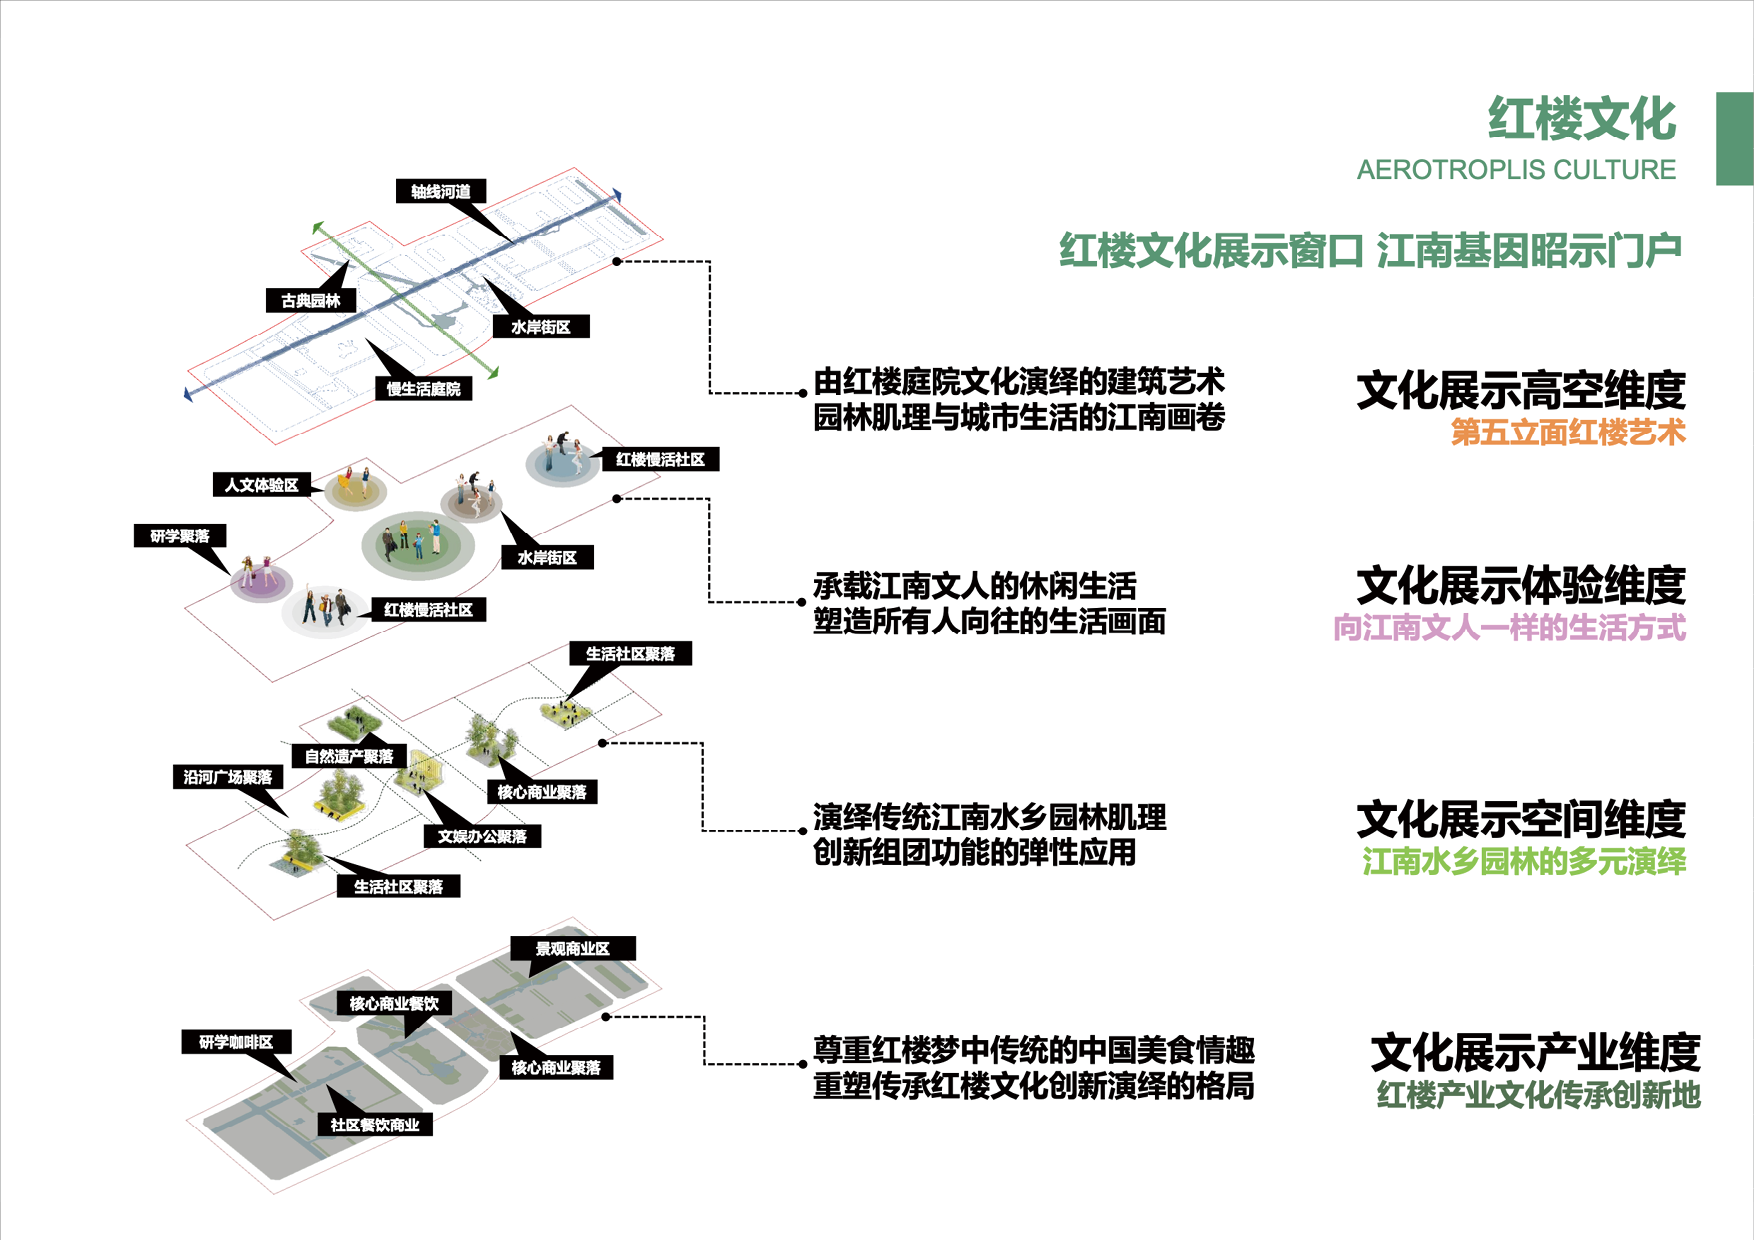 红楼文化
AEROTROPLIS CULTURE
红楼文化展示窗口 江南基因昭示门户
轴线河道
古典园林
水岸街区
慢生活庭院
由红楼庭院文化演绎的建筑艺术
园林肌理与城市生活的江南画卷
文化展示高空维度
第五立面红楼艺术
红楼慢活社区
人文体验区
研学聚落
水岸街区
红楼慢活社区
承载江南文人的休闲生活
塑造所有人向往的生活画面
文化展示体验维度
向江南文人一样的生活方式
生活社区聚落
自然遗产聚落
沿河广场聚落
核心商业聚落
文娱办公聚落
生活社区聚落
演绎传统江南水乡园林肌理
创新组团功能的弹性应用
文化展示空间维度
江南水乡园林的多元演绎
景观商业区
核心商业餐饮
研学咖啡区
核心商业聚落
社区餐饮商业
尊重红楼梦中传统的中国美食情趣
重塑传承红楼文化创新演绎的格局
文化展示产业维度
红楼产业文化传承创新地